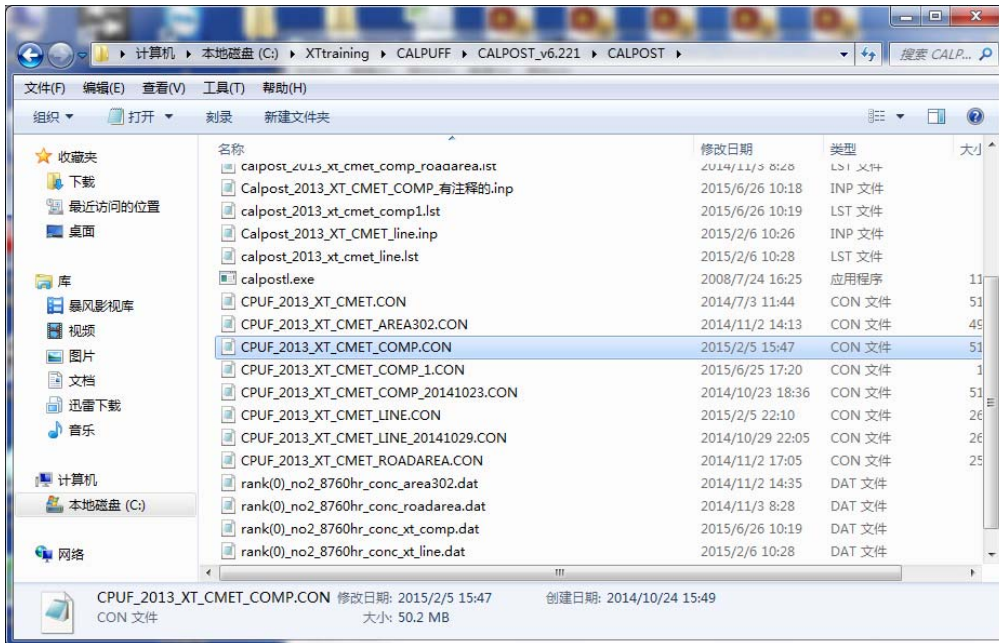 计算机 ▸ 本地磁盘 (C:) ▸ XTtraining ▸ CALPUFF ▸ CALPOST_v6.221 ▸ CALPOST ▸ 搜索 CALP...
文件(F) 编辑(E) 查看(V) 工具(T) 帮助(H)
组织 打开 刻录 新建文件夹
收藏夹
下载
最近访问的位置
桌面
库
暴风影视库
视频
图片
文档
迅雷下载
音乐
计算机
本地磁盘 (C:)
网络
名称 修改日期 类型 大小
calpost_2013_xt_cmet_comp_roadarea.lst 2014/11/3 8:28 LST 文件
Calpost_2013_XT_CMET_COMP_有注释的.inp 2015/6/26 10:18 INP 文件
calpost_2013_xt_cmet_comp1.lst 2015/6/26 10:19 LST 文件
Calpost_2013_XT_CMET_line.inp 2015/2/6 10:26 INP 文件
calpost_2013_xt_cmet_line.lst 2015/2/6 10:28 LST 文件
calpostl.exe 2008/7/24 16:25 应用程序 11
CPUF_2013_XT_CMET.CON 2014/7/3 11:44 CON 文件 51
CPUF_2013_XT_CMET_AREA302.CON 2014/11/2 14:13 CON 文件 49
CPUF_2013_XT_CMET_COMP.CON 2015/2/5 15:47 CON 文件 51
CPUF_2013_XT_CMET_COMP_1.CON 2015/6/25 17:20 CON 文件 1
CPUF_2013_XT_CMET_COMP_20141023.CON 2014/10/23 18:36 CON 文件 51
CPUF_2013_XT_CMET_LINE.CON 2015/2/5 22:10 CON 文件 26
CPUF_2013_XT_CMET_LINE_20141029.CON 2014/10/29 22:05 CON 文件 26
CPUF_2013_XT_CMET_ROADAREA.CON 2014/11/2 17:05 CON 文件 25
rank(0)_no2_8760hr_conc_area302.dat 2014/11/2 14:35 DAT 文件
rank(0)_no2_8760hr_conc_roadarea.dat 2014/11/3 8:28 DAT 文件
rank(0)_no2_8760hr_conc_xt_comp.dat 2015/6/26 10:19 DAT 文件
rank(0)_no2_8760hr_conc_xt_line.dat 2015/2/6 10:28 DAT 文件
CPUF_2013_XT_CMET_COMP.CON 修改日期: 2015/2/5 15:47 创建日期: 2014/10/24 15:49
CON 文件 大小: 50.2 MB